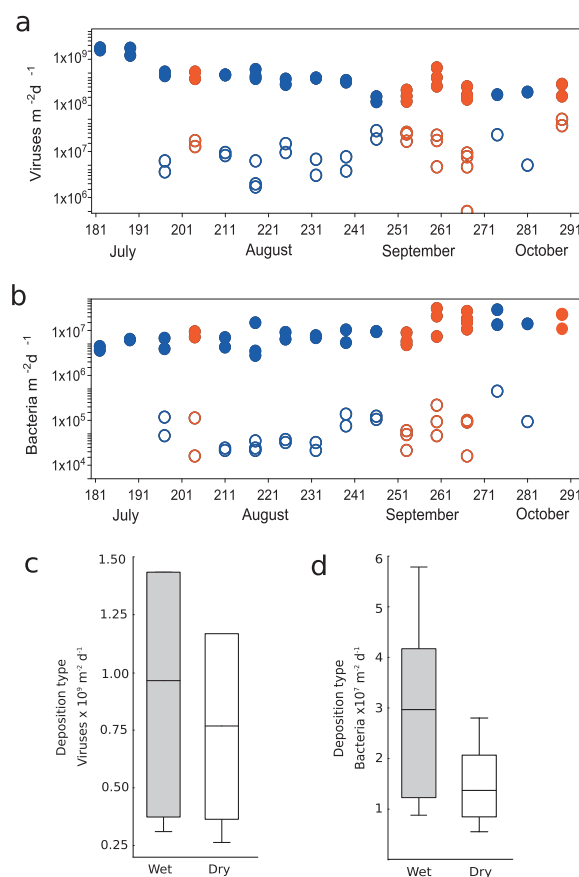 a
Viruses m ⁻²d ⁻¹
1x10⁹
1x10⁸
1x10⁷
1x10⁶
181 191 201 211 221 231 241 251 261 271 281 291
July August September October
b
Bacteria m ⁻²d ⁻¹
1x10⁷
1x10⁶
1x10⁵
1x10⁴
181 191 201 211 221 231 241 251 261 271 281 291
July August September October
c
Deposition type
Viruses x 10⁹ m⁻² d⁻¹
1.50
1.25
1.00
0.75
0.50
0.25
Wet Dry
d
Deposition type
Bacteria x10⁷ m⁻² d⁻¹
6
5
4
3
2
1
Wet Dry